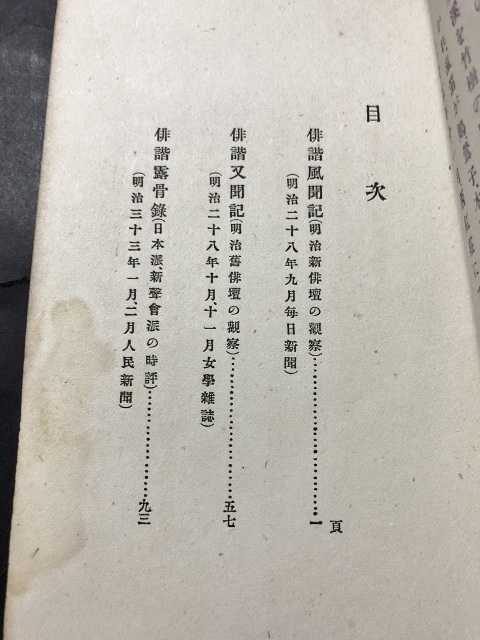 目次
頁
俳諧風聞記(明治新俳壇の觀察)……………………一
(明治二十八年九月每日新聞)
俳諧又聞記(明治舊俳壇の觀察)……………………五七
(明治二十八年十月、十一月女學雜誌)
俳諧露骨錄(日本派、新聲會派の時評)……………………九三
(明治三十三年一月、二月人民新聞)